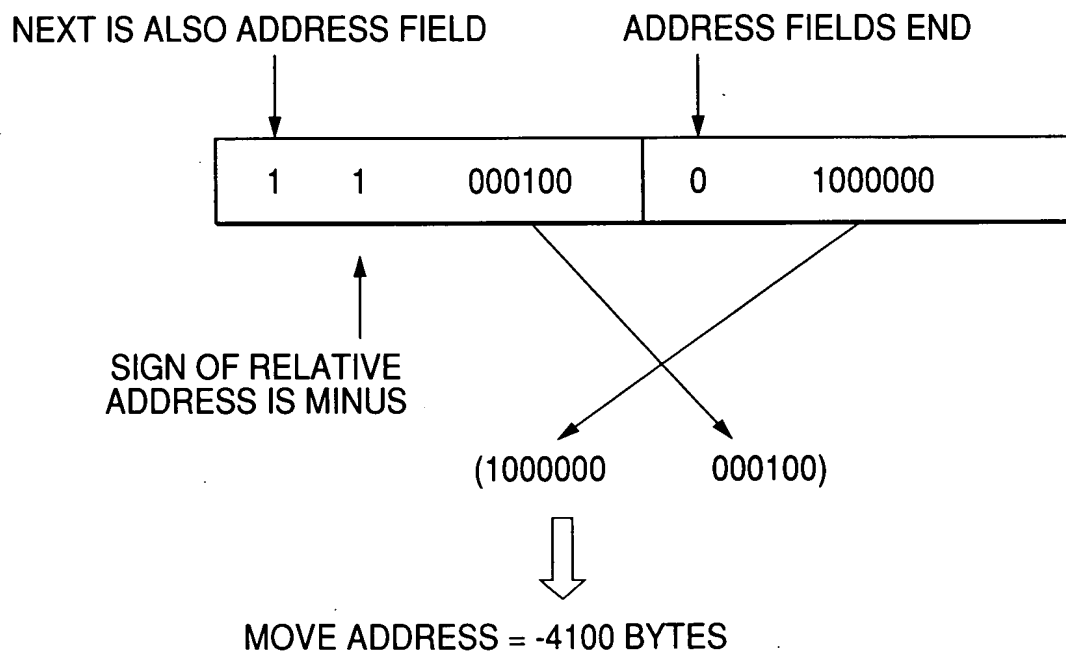 NEXT IS ALSO ADDRESS FIELD ADDRESS FIELDS END
1 1 000100 0 1000000
SIGN OF RELATIVE
ADDRESS IS MINUS
(1000000 000100)
MOVE ADDRESS = -4100 BYTES